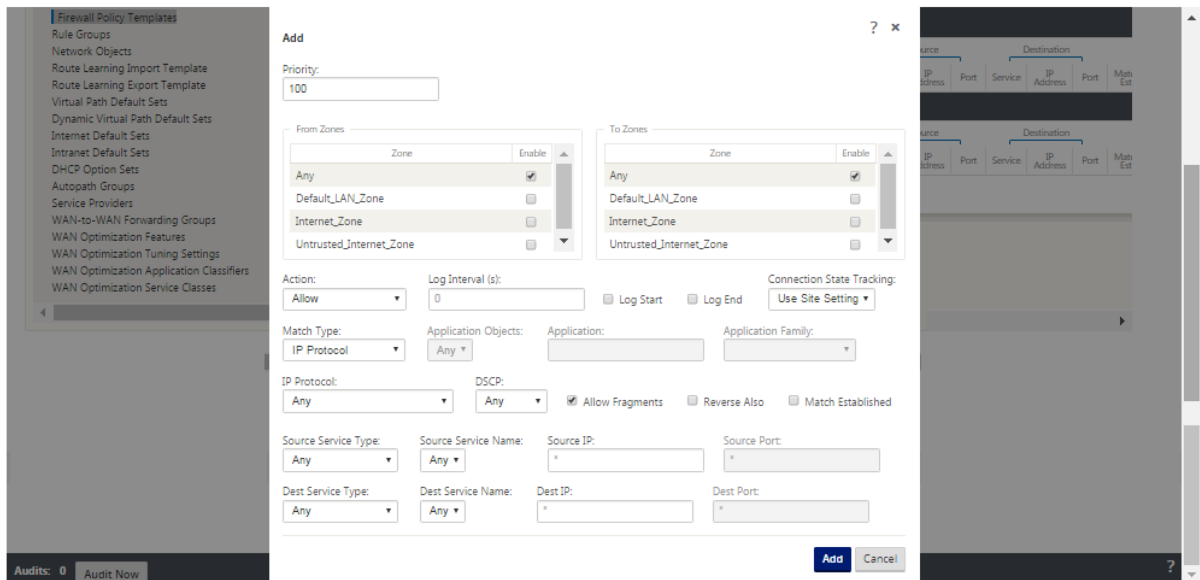 Firewall Policy Templates
Rule Groups
Network Objects
Route Learning Import Template
Route Learning Export Template
Virtual Path Default Sets
Dynamic Virtual Path Default Sets
Internet Default Sets
Intranet Default Sets
DHCP Option Sets
Autopath Groups
Service Providers
WAN-to-WAN Forwarding Groups
WAN Optimization Features
WAN Optimization Tuning Settings
WAN Optimization Application Classifiers
WAN Optimization Service Classes
Add
? ×
Priority:
100
From Zones
Zone Enable
Any
Default_LAN_Zone
Internet_Zone
Untrusted_Internet_Zone
To Zones
Zone Enable
Any
Default_LAN_Zone
Internet_Zone
Untrusted_Internet_Zone
Action: Log Interval (s): Connection State Tracking:
Allow 0 Log Start Log End Use Site Setting
Match Type: Application Objects: Application: Application Family:
IP Protocol Any
IP Protocol: DSCP:
Any Any Allow Fragments Reverse Also Match Established
Source Service Type: Source Service Name: Source IP: Source Port:
Any Any * *
Dest Service Type: Dest Service Name: Dest IP: Dest Port:
Any Any * *
Add Cancel
urce Destination
IP Port Service IP Port
Address
urce Destination
IP Port Service IP Port
Address
Audits: 0 Audit Now ?